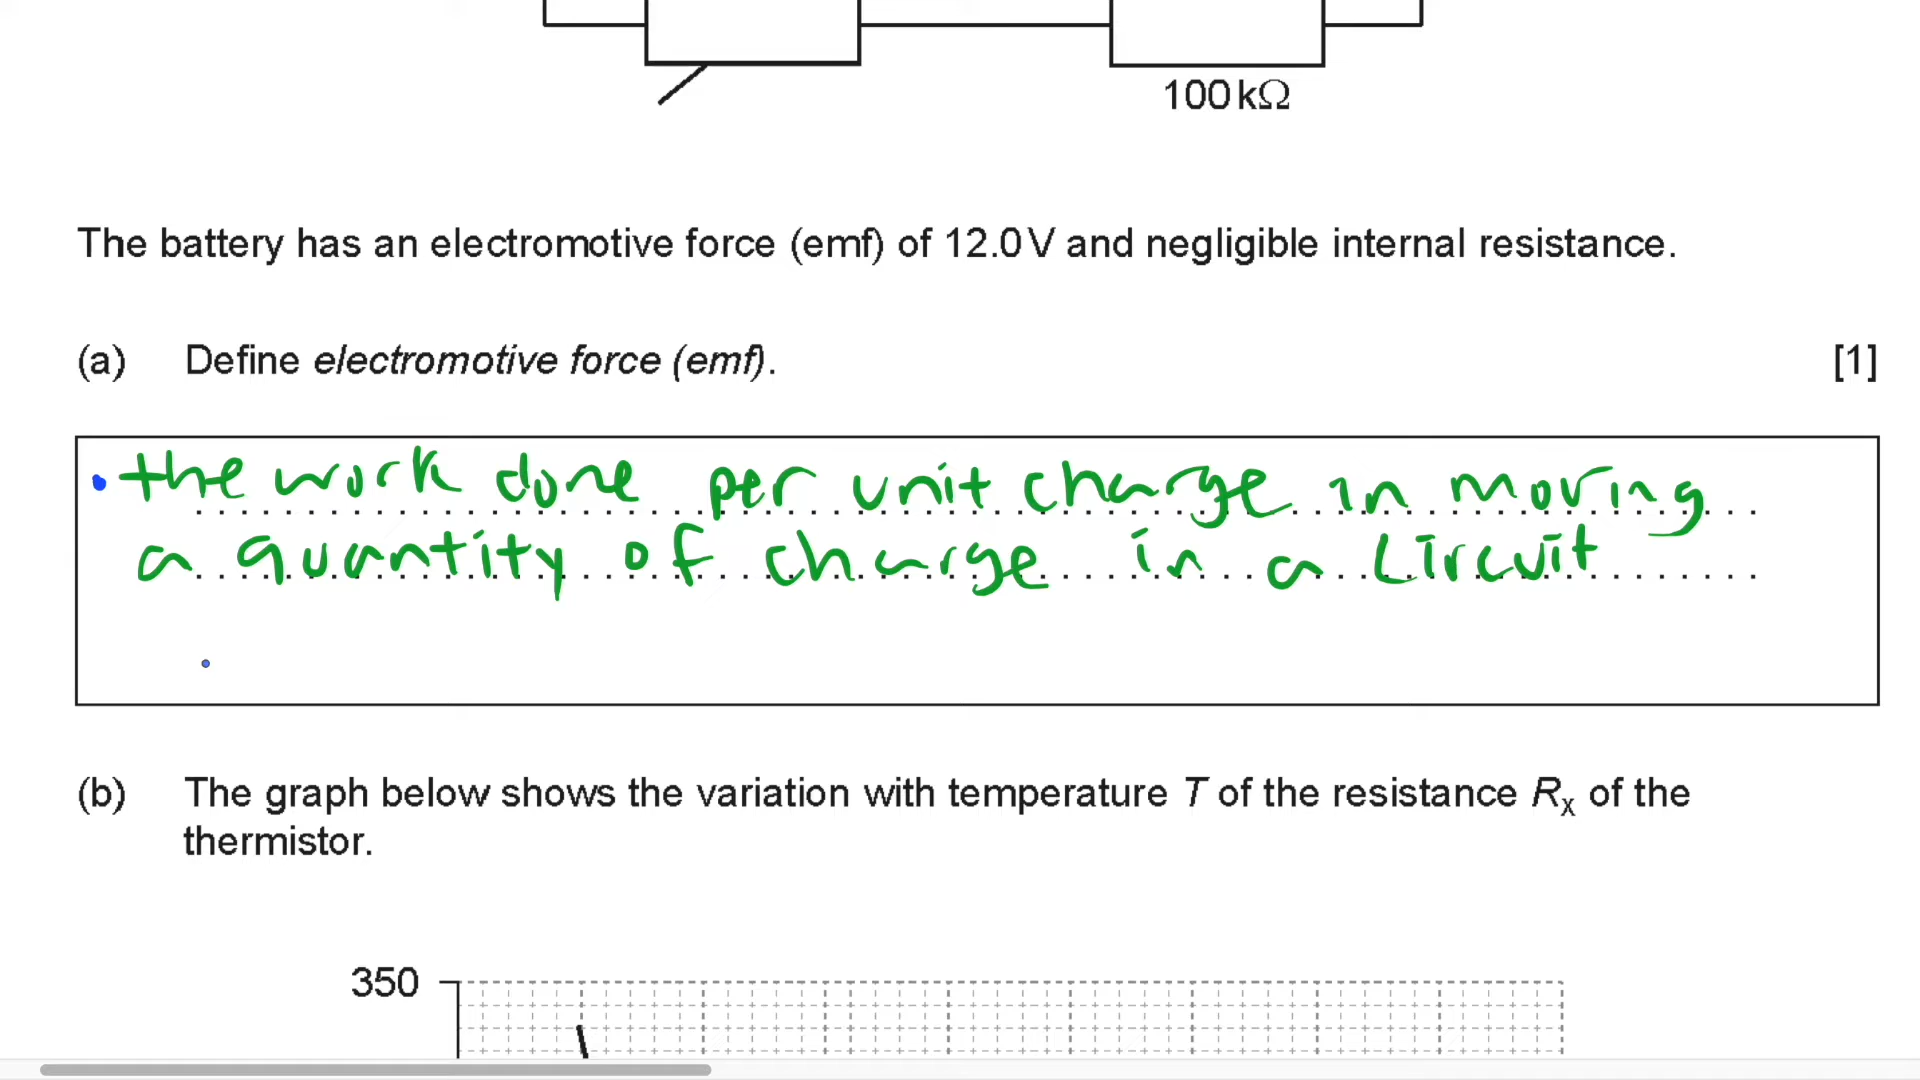 100 kΩ
The battery has an electromotive force (emf) of 12.0 V and negligible internal resistance.
(a) Define electromotive force (emf). [1]
• the work done per unit charge in moving
a quantity of charge in a circuit
(b) The graph below shows the variation with temperature T of the resistance Rₓ of the
thermistor.
350